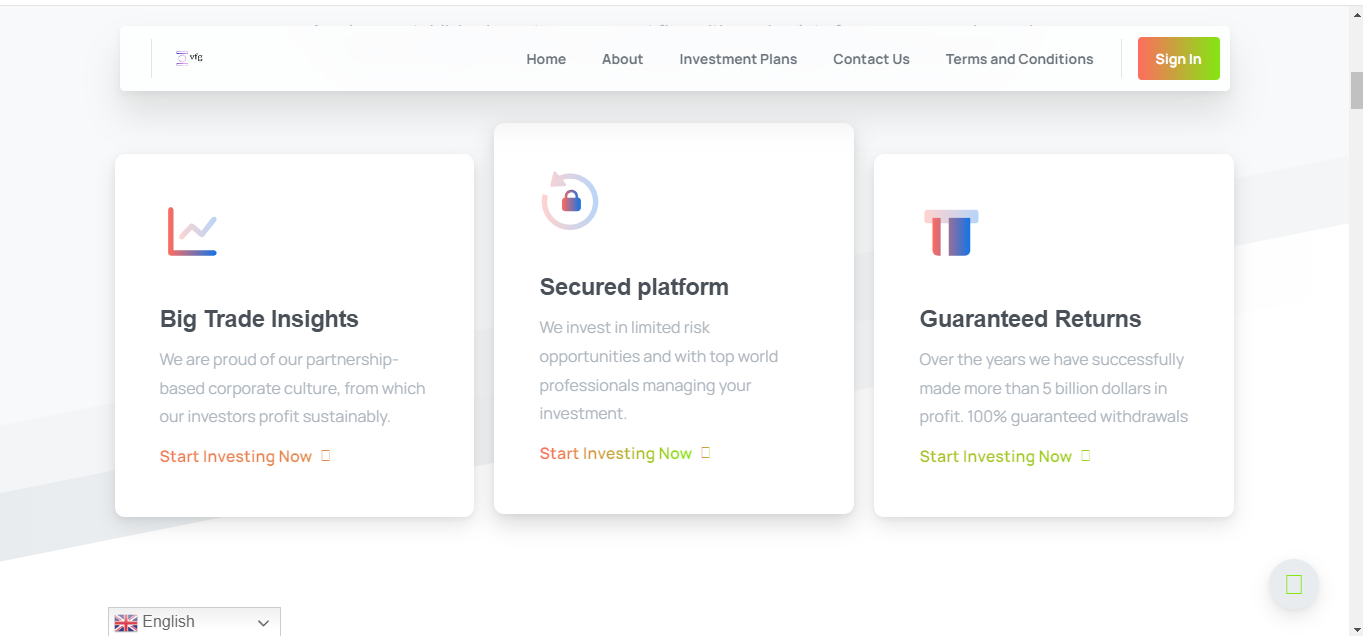 vfg
Home
About
Investment Plans
Contact Us
Terms and Conditions
Sign In
Big Trade Insights
We are proud of our partnership-
based corporate culture, from which
our investors profit sustainably.
Start Investing Now
Secured platform
We invest in limited risk
opportunities and with top world
professionals managing your
investment.
Start Investing Now
Guaranteed Returns
Over the years we have successfully
made more than 5 billion dollars in
profit. 100% guaranteed withdrawals
Start Investing Now
English